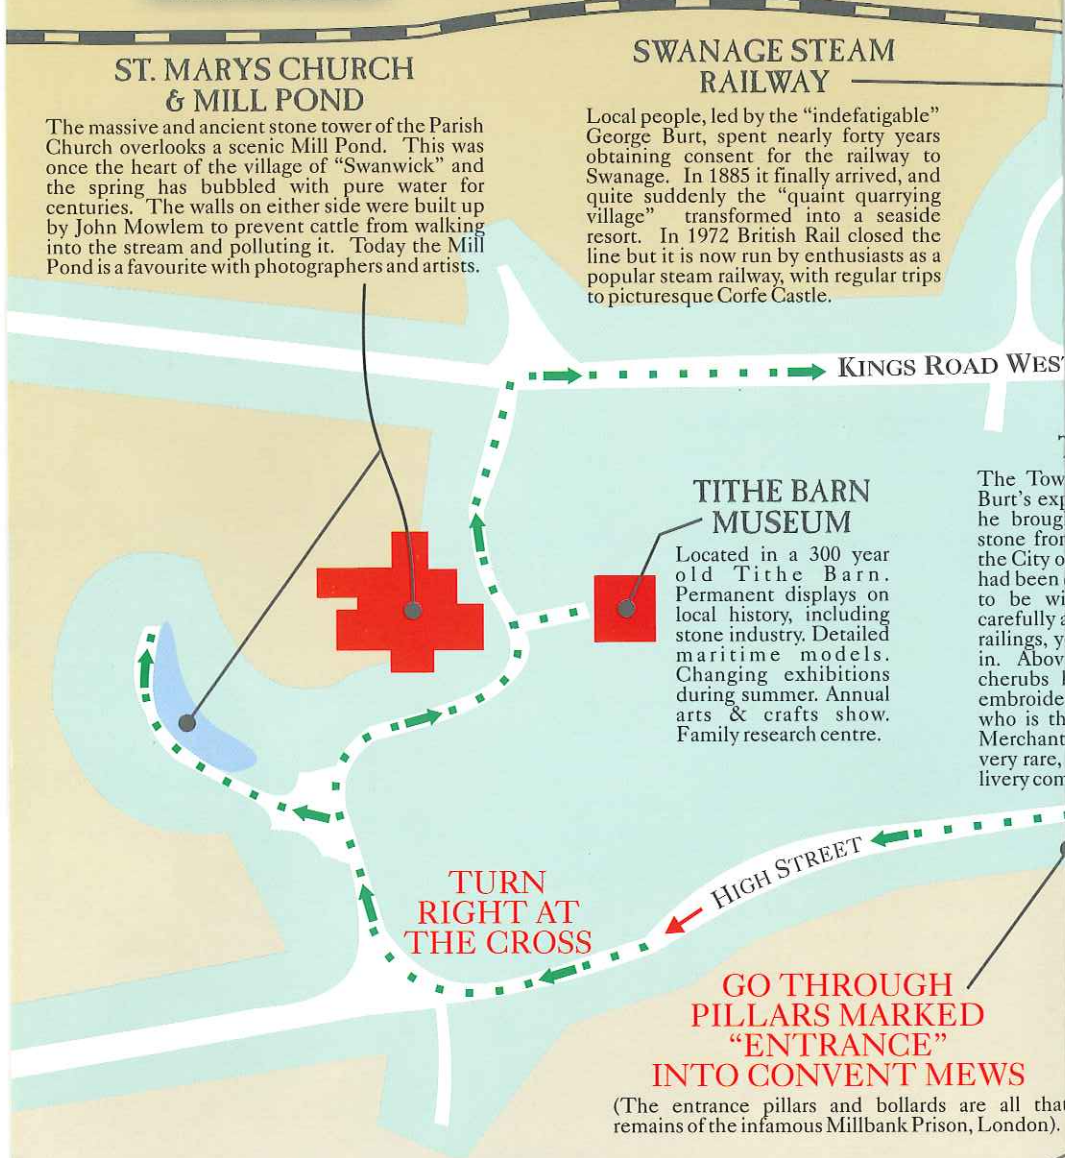 ST. MARYS CHURCH
& MILL POND
The massive and ancient stone tower of the Parish
Church overlooks a scenic Mill Pond. This was
once the heart of the village of “Swanwick” and
the spring has bubbled with pure water for
centuries. The walls on either side were built up
by John Mowlem to prevent cattle from walking
into the stream and polluting it. Today the Mill
Pond is a favourite with photographers and artists.
SWANAGE STEAM
RAILWAY
Local people, led by the “indefatigable”
George Burt, spent nearly forty years
obtaining consent for the railway to
Swanage. In 1885 it finally arrived, and
quite suddenly the “quaint quarrying
village” transformed into a seaside
resort. In 1972 British Rail closed the
line but it is now run by enthusiasts as a
popular steam railway, with regular trips
to picturesque Corfe Castle.
KINGS ROAD WEST
TITHE BARN
MUSEUM
Located in a 300 year
old Tithe Barn.
Permanent displays on
local history, including
stone industry. Detailed
maritime models.
Changing exhibitions
during summer. Annual
arts & crafts show.
Family research centre.
The Tow
Burt's exp
he broug
stone from
the City o
had been
to be wi
carefully a
railings, y
in. Abov
cherubs
embroide
who is th
Merchant
very rare,
livery com
HIGH STREET
TURN
RIGHT AT
THE CROSS
GO THROUGH
PILLARS MARKED
“ENTRANCE”
INTO CONVENT MEWS
(The entrance pillars and bollards are all that
remains of the infamous Millbank Prison, London).